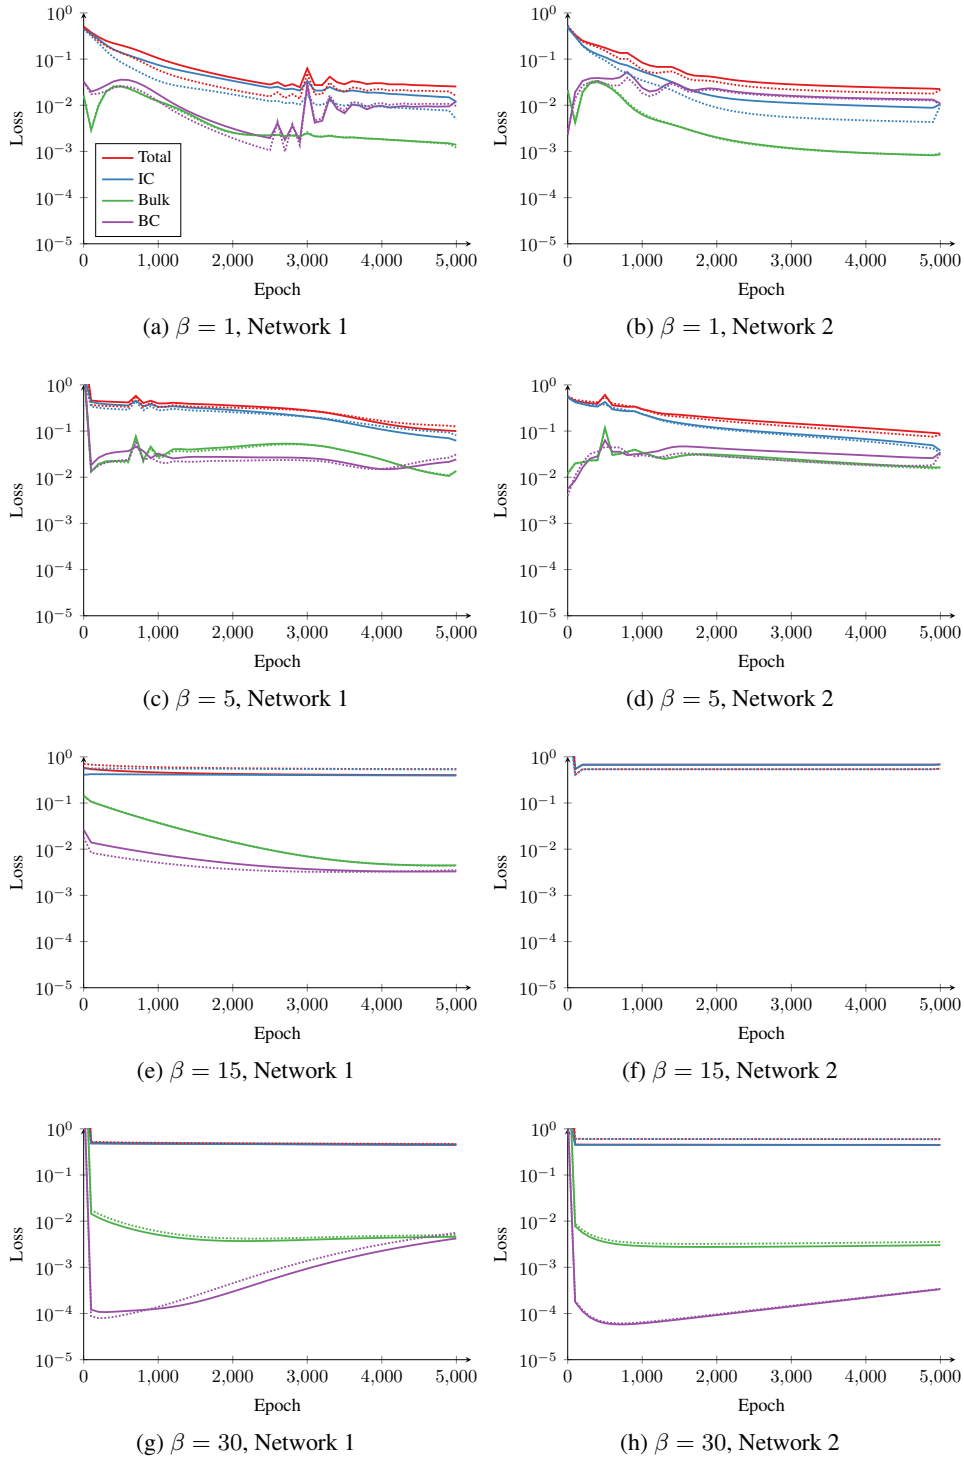 10^0
10^−1
10^−2
10^−3
10^−4
10^−5
Loss
Total
IC
Bulk
BC
0 1,000 2,000 3,000 4,000 5,000
Epoch
(a) β = 1, Network 1
10^0
10^−1
10^−2
10^−3
10^−4
10^−5
Loss
0 1,000 2,000 3,000 4,000 5,000
Epoch
(b) β = 1, Network 2
10^0
10^−1
10^−2
10^−3
10^−4
10^−5
Loss
0 1,000 2,000 3,000 4,000 5,000
Epoch
(c) β = 5, Network 1
10^0
10^−1
10^−2
10^−3
10^−4
10^−5
Loss
0 1,000 2,000 3,000 4,000 5,000
Epoch
(d) β = 5, Network 2
10^0
10^−1
10^−2
10^−3
10^−4
10^−5
Loss
0 1,000 2,000 3,000 4,000 5,000
Epoch
(e) β = 15, Network 1
10^0
10^−1
10^−2
10^−3
10^−4
10^−5
Loss
0 1,000 2,000 3,000 4,000 5,000
Epoch
(f) β = 15, Network 2
10^0
10^−1
10^−2
10^−3
10^−4
10^−5
Loss
0 1,000 2,000 3,000 4,000 5,000
Epoch
(g) β = 30, Network 1
10^0
10^−1
10^−2
10^−3
10^−4
10^−5
Loss
0 1,000 2,000 3,000 4,000 5,000
Epoch
(h) β = 30, Network 2